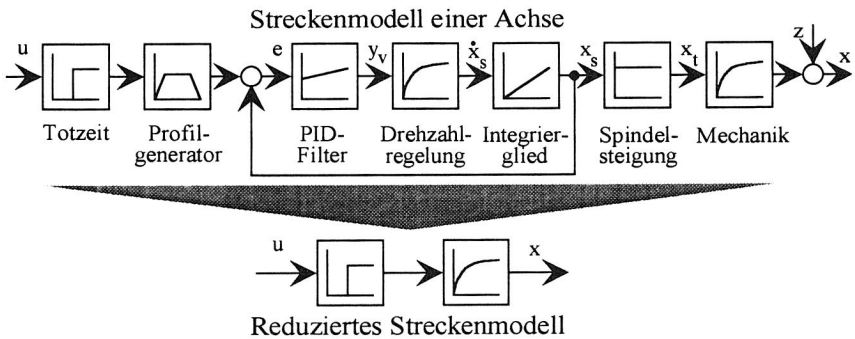 Streckenmodell einer Achse
u e y_v ẋ_s x_s x_t z x
Totzeit
Profil-
generator
PID-
Filter
Drehzahl-
regelung
Integrier-
glied
Spindel-
steigung
Mechanik
u x
Reduziertes Streckenmodell